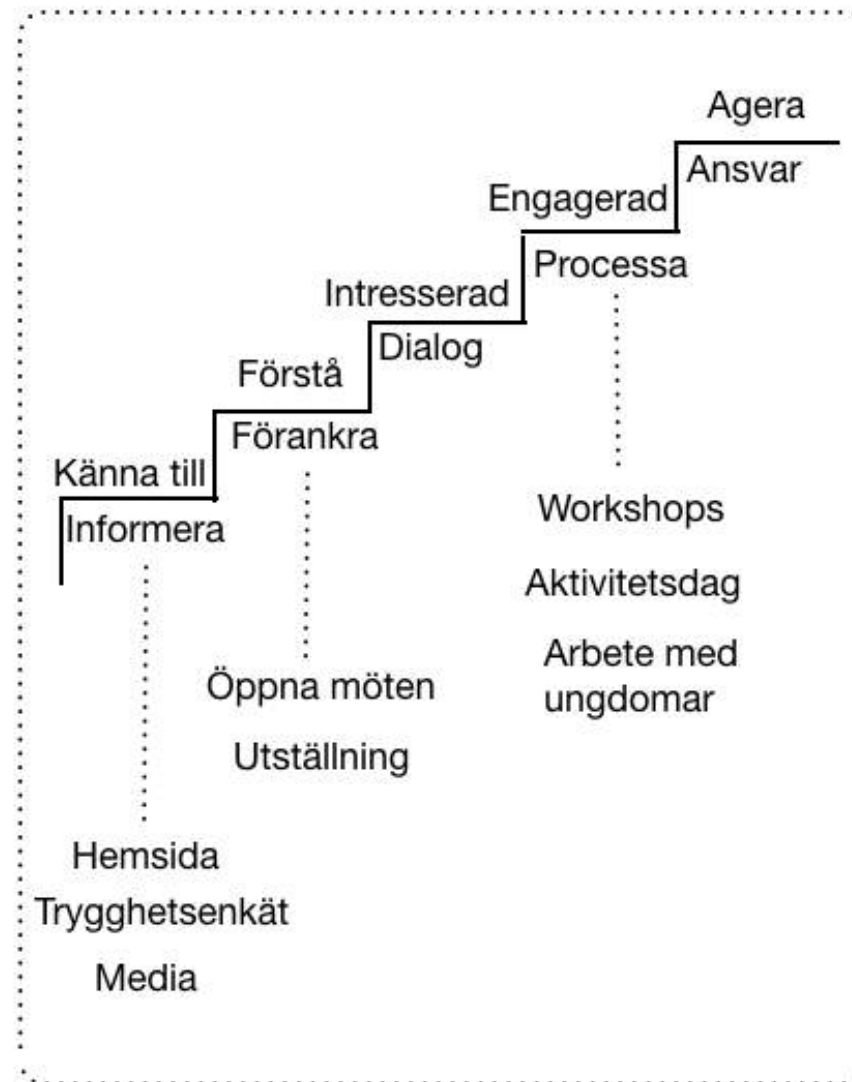 Agera
Ansvar
Engagerad
Processa
Intresserad
Dialog
Förstå
Förankra
Känna till
Informera
Workshops
Aktivitetsdag
Arbete med
ungdomar
Öppna möten
Utställning
Hemsida
Trygghetsenkät
Media